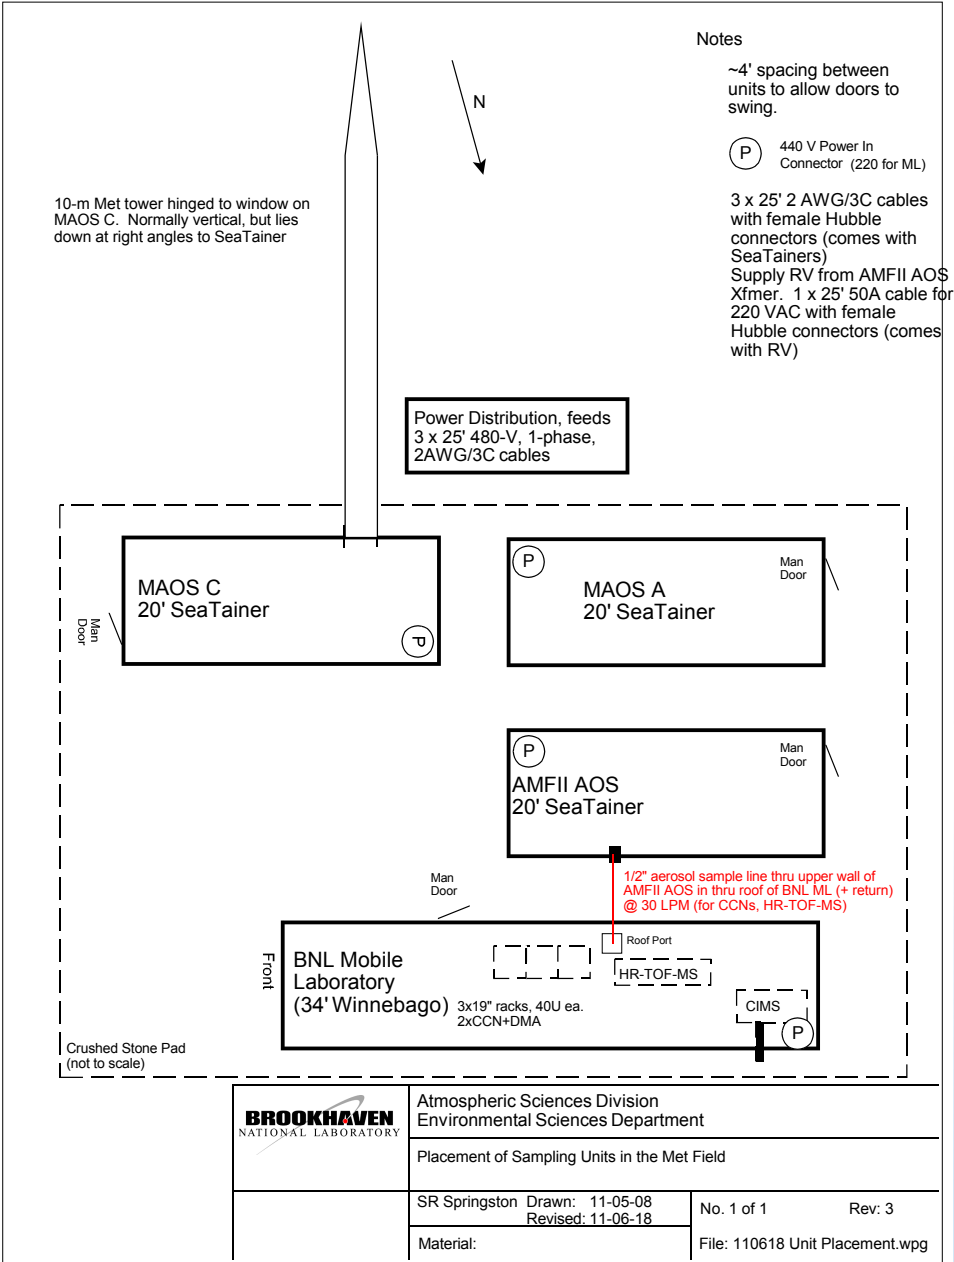 Notes
~4' spacing between
units to allow doors to
swing.
N
P
440 V Power In
Connector (220 for ML)
10-m Met tower hinged to window on
MAOS C. Normally vertical, but lies
down at right angles to SeaTainer
3 x 25' 2 AWG/3C cables
with female Hubble
connectors (comes with
SeaTainers)
Supply RV from AMFII AOS
Xfmer. 1 x 25' 50A cable for
220 VAC with female
Hubble connectors (comes
with RV)
Power Distribution, feeds
3 x 25' 480-V, 1-phase,
2AWG/3C cables
MAOS C
20' SeaTainer
Man
Door
P
P
MAOS A
20' SeaTainer
Man
Door
P
AMFII AOS
20' SeaTainer
Man
Door
1/2" aerosol sample line thru upper wall of
AMFII AOS in thru roof of BNL ML (+ return)
@ 30 LPM (for CCNs, HR-TOF-MS)
Man
Door
Front
BNL Mobile
Laboratory
(34' Winnebago)
3x19" racks, 40U ea.
2xCCN+DMA
Roof Port
HR-TOF-MS
CIMS
P
Crushed Stone Pad
(not to scale)
BROOKHAVEN
NATIONAL LABORATORY
Atmospheric Sciences Division
Environmental Sciences Department
Placement of Sampling Units in the Met Field
SR Springston Drawn: 11-05-08
Revised: 11-06-18
No. 1 of 1 Rev: 3
Material:
File: 110618 Unit Placement.wpg